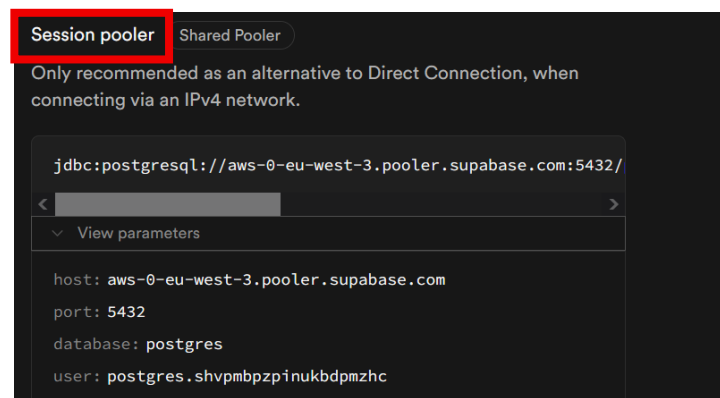 Session pooler Shared Pooler
Only recommended as an alternative to Direct Connection, when
connecting via an IPv4 network.
jdbc:postgresql://aws-0-eu-west-3.pooler.supabase.com:5432/
View parameters
host: aws-0-eu-west-3.pooler.supabase.com
port: 5432
database: postgres
user: postgres.shvpmbpzpinukbdpmzhc